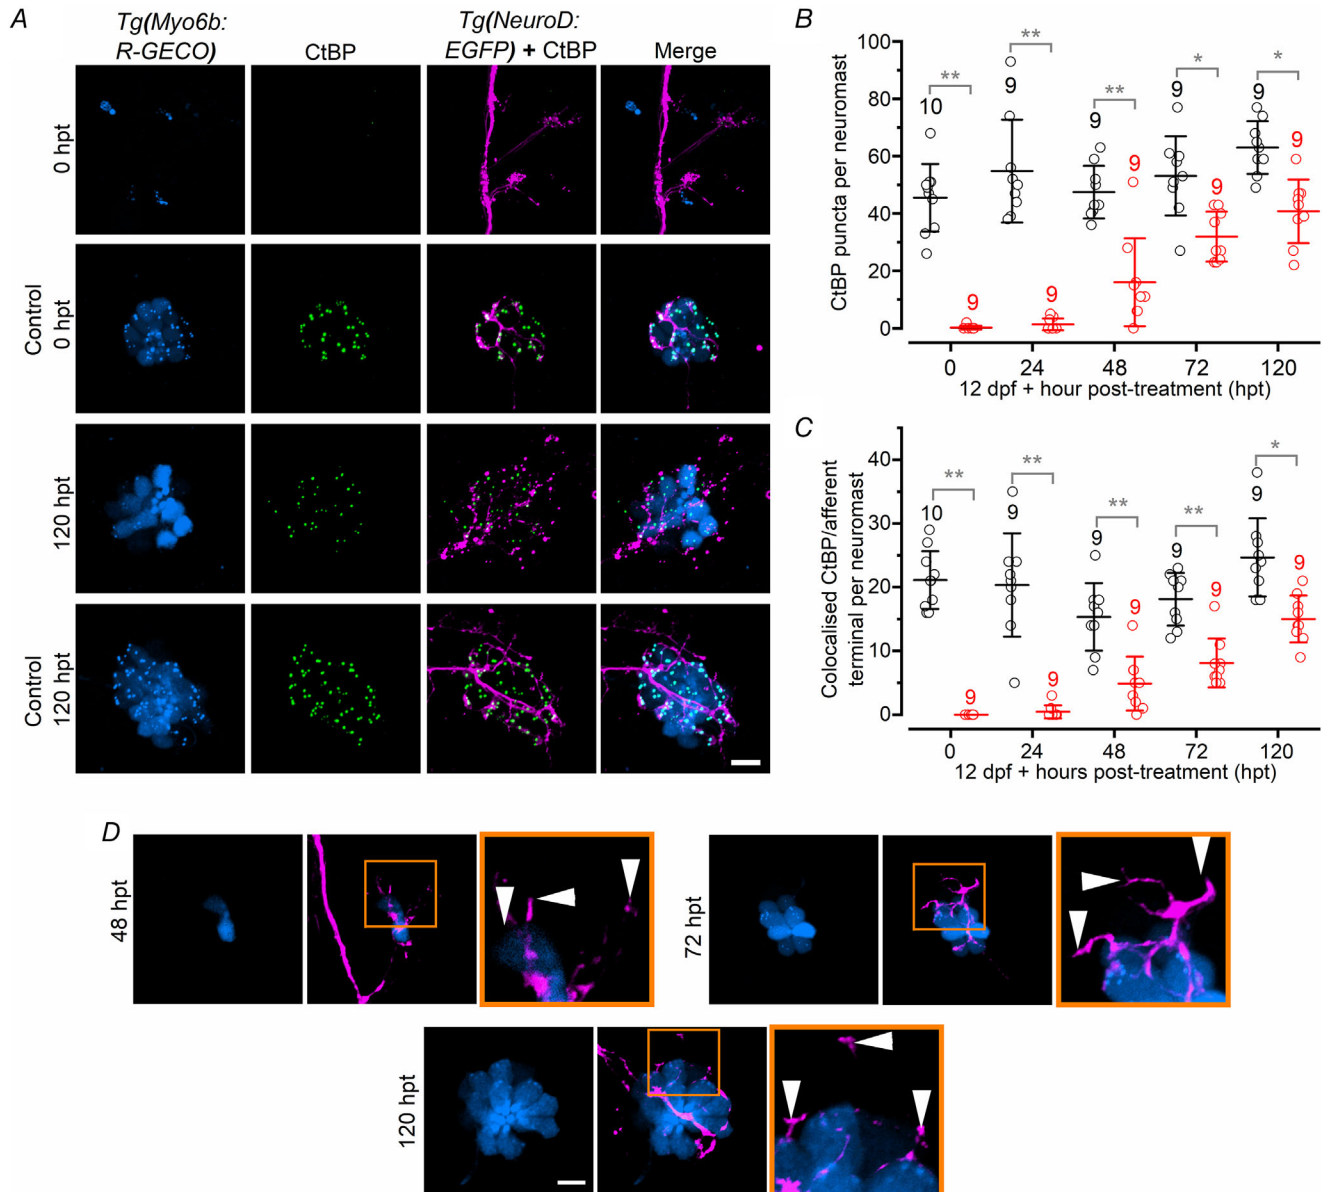 A
Tg(Myo6b:
R-GECO)
CtBP
Tg(NeuroD:
EGFP) + CtBP
Merge
0 hpt
Control
0 hpt
120 hpt
Control
120 hpt
B
CtBP puncta per neuromast
100
80
60
40
20
0
10
9
9
9
9
9
9
9
9
9
**
**
**
*
*
0
24
48
72
120
12 dpf + hour post-treatment (hpt)
C
Colocalised CtBP/afferent
terminal per neuromast
40
30
20
10
0
10
9
9
9
9
9
9
9
9
9
**
**
**
**
*
0
24
48
72
120
12 dpf + hours post-treatment (hpt)
D
48 hpt
72 hpt
120 hpt